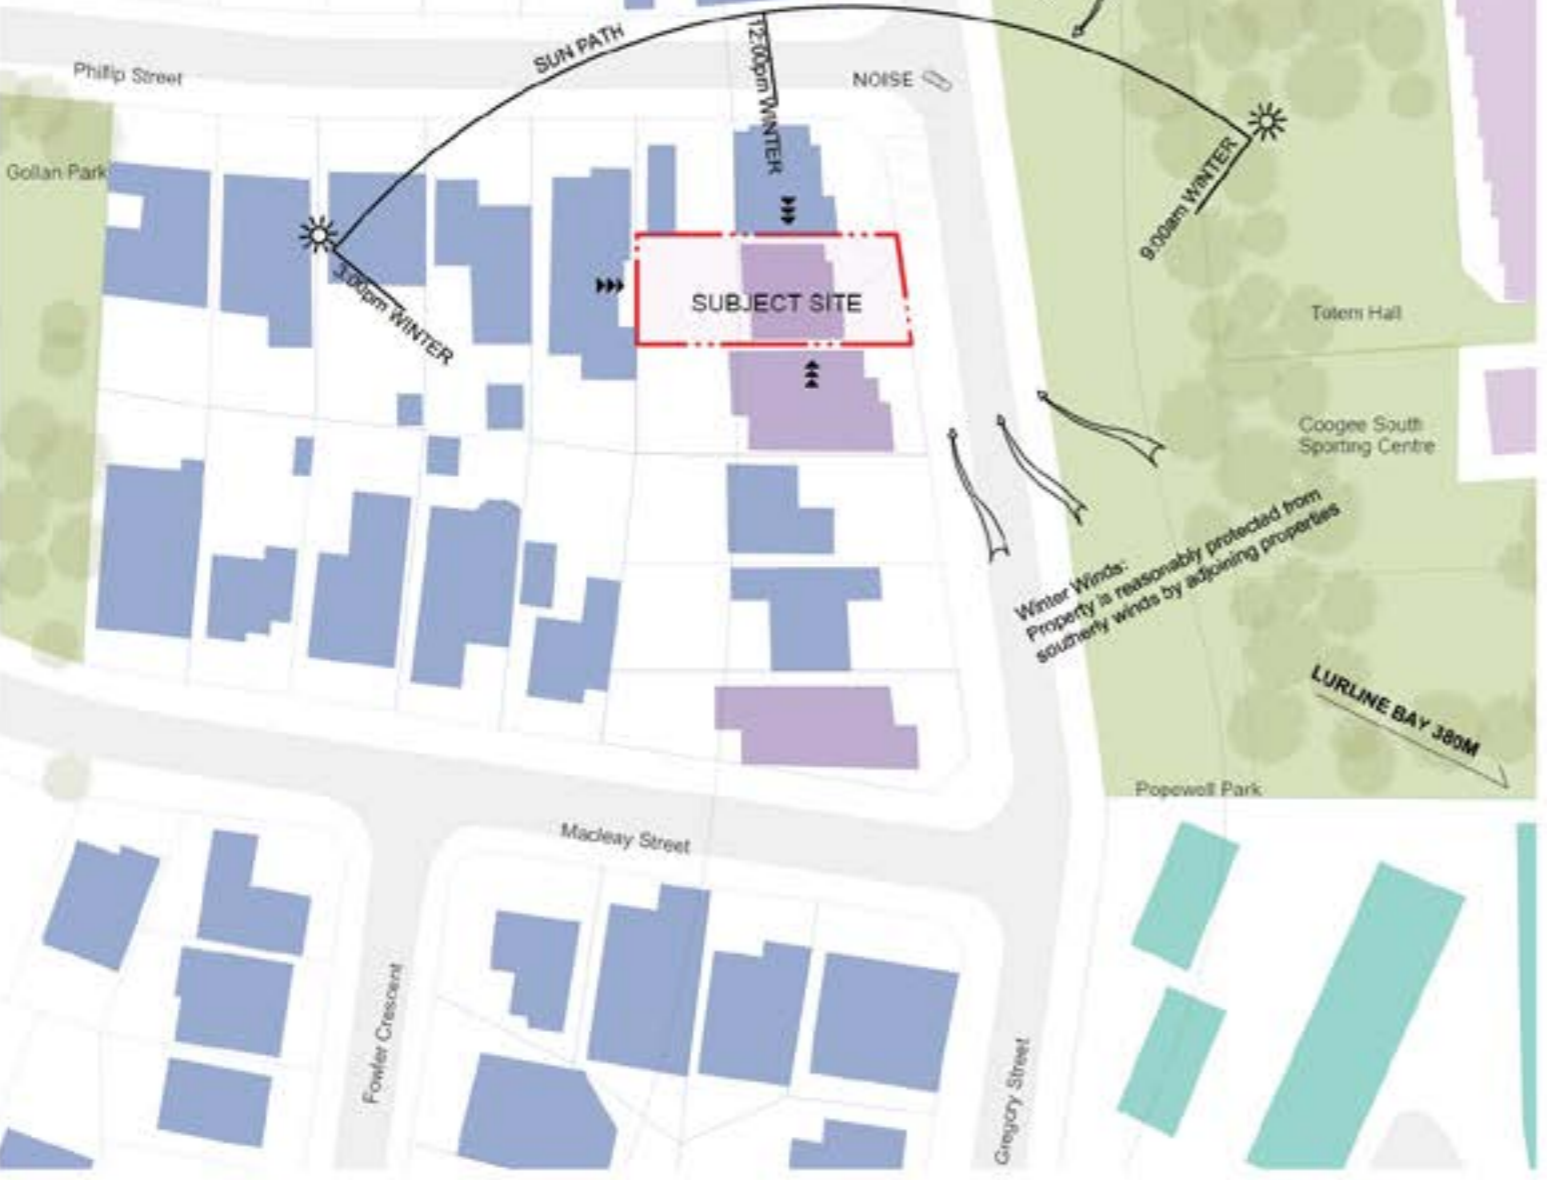 SUN PATH
12:00pm WINTER
Phillip Street
NOISE
Gollan Park
9:00am WINTER
3:00pm WINTER
SUBJECT SITE
Totem Hall
Coogee South
Sporting Centre
Winter Winds:
Property is reasonably protected from
southerly winds by adjoining properties
LURLINE BAY 380M
Popewell Park
Macleay Street
Fowler Crescent
Gregory Street